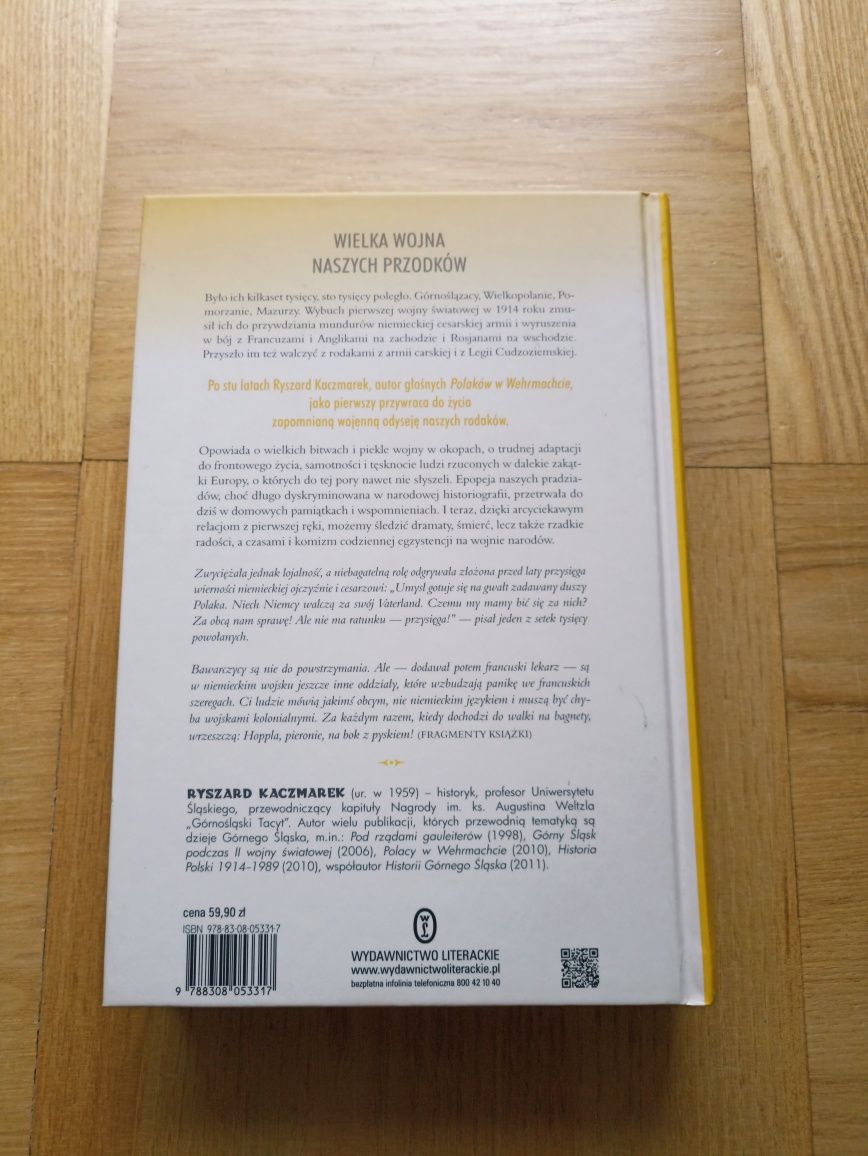 WIELKA WOJNA
NASZYCH PRZODKÓW
Było ich kilkaset tysięcy, sto tysięcy poległo. Górnoślązacy, Wielkopolanie, Po-
morzanie, Mazurzy. Wybuch pierwszej wojny światowej w 1914 roku zmu-
sił ich do przywdziania mundurów niemieckiej cesarskiej armii i wyruszenia
w bój z Francuzami i Anglikami na zachodzie i Rosjanami na wschodzie.
Przyszło im też walczyć z rodakami z armii carskiej i z Legii Cudzoziemskiej.
Po stu latach Ryszard Kaczmarek, autor głośnych Polaków w Wehrmachcie,
jako pierwszy przywraca do życia
zapomnianą wojenną odyseję naszych rodaków.
Opowiada o wielkich bitwach i piekle wojny w okopach, o trudnej adaptacji
do frontowego życia, samotności i tęsknocie ludzi rzuconych w dalekie zakąt-
ki Europy, o których do tej pory nawet nie słyszeli. Epopeja naszych pradzia-
dów, choć długo dyskryminowana w narodowej historiografii, przetrwała do
dziś w domowych pamiątkach i wspomnieniach. I teraz, dzięki arcyciekawym
relacjom z pierwszej ręki, możemy śledzić dramaty, śmierć, lecz także rzadkie
radości, a czasami i komizm codziennej egzystencji na wojnie narodów.
Zwyciężała jednak lojalność, a niebagatelną rolę odgrywała złożona przed laty przysięga
wierności niemieckiej ojczyźnie i cesarzowi: „Umysł gotuje się na gwałt zadawany duszy
Polaka. Niech Niemcy walczą za swój Vaterland. Czemu my mamy bić się za nich?
Za obcą nam sprawę! Ale nie ma ratunku — przysięga!” — pisał jeden z setek tysięcy
powołanych.
Bawarczycy są nie do powstrzymania. Ale — dodawał potem francuski lekarz — są
w niemieckim wojsku jeszcze inne oddziały, które wzbudzają panikę we francuskich
szeregach. Ci ludzie mówią jakimś obcym, nie niemieckim językiem i muszą być chy-
ba wojskami kolonialnymi. Za każdym razem, kiedy dochodzi do walki na bagnety,
wrzeszczą: Hoppla, pieronie, na bok z pyskiem! (FRAGMENTY KSIĄŻKI)
RYSZARD KACZMAREK (ur. w 1959) – historyk, profesor Uniwersytetu
Śląskiego, przewodniczący kapituły Nagrody im. ks. Augustina Weltzla
„Górnośląski Tacyt”. Autor wielu publikacji, których przewodnią tematyką są
dzieje Górnego Śląska, m.in.: Pod rządami gauleiterów (1998), Górny Śląsk
podczas II wojny światowej (2006), Polacy w Wehrmachcie (2010), Historia
Polski 1914–1989 (2010), współautor Historii Górnego Śląska (2011).
cena 59,90 zł
ISBN 978-83-08-05331-7
9 788308 053317
WYDAWNICTWO LITERACKIE
www.wydawnictwoliterackie.pl
bezpłatna infolinia telefoniczna 800 42 10 40